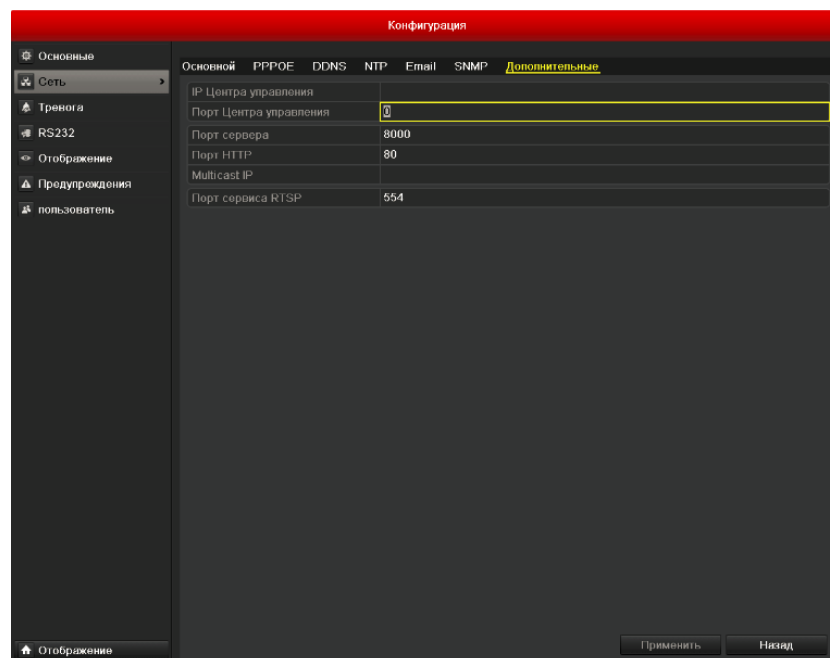 Конфигурация
Основные
Сеть
Тревога
RS232
Отображение
Предупреждения
пользователь
Отображение
Основной PPPOE DDNS NTP Email SNMP Дополнительные
IP Центра управления
Порт Центра управления 0
Порт сервера 8000
Порт HTTP 80
Multicast IP
Порт сервиса RTSP 554
Применить Назад